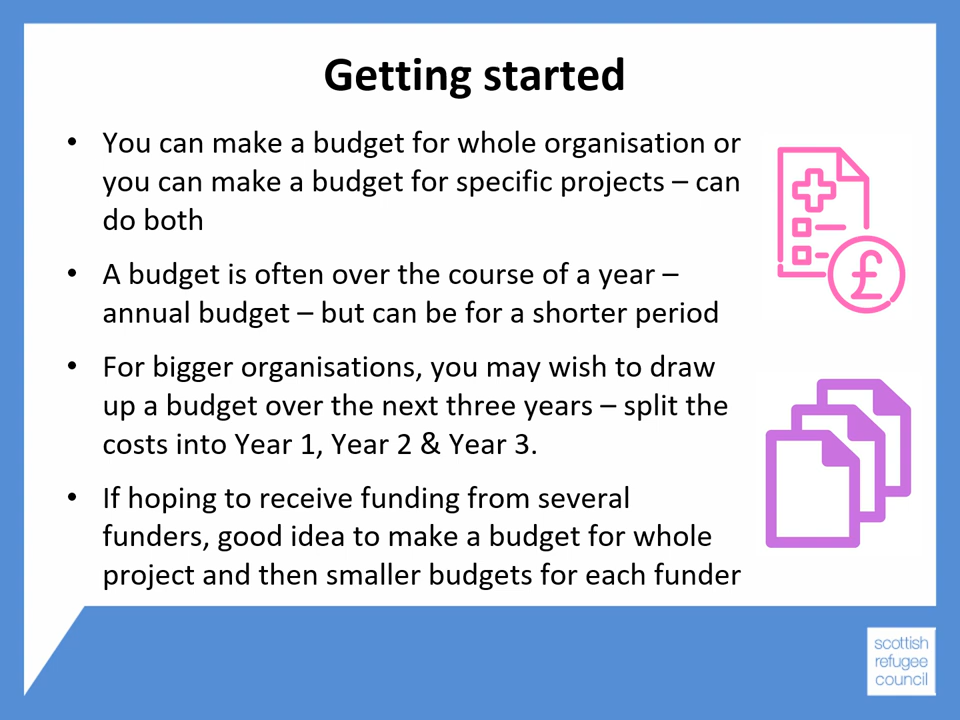 Getting started
• You can make a budget for whole organisation or
you can make a budget for specific projects – can
do both
• A budget is often over the course of a year –
annual budget – but can be for a shorter period
• For bigger organisations, you may wish to draw
up a budget over the next three years – split the
costs into Year 1, Year 2 & Year 3.
• If hoping to receive funding from several
funders, good idea to make a budget for whole
project and then smaller budgets for each funder
£
scottish
refugee
council